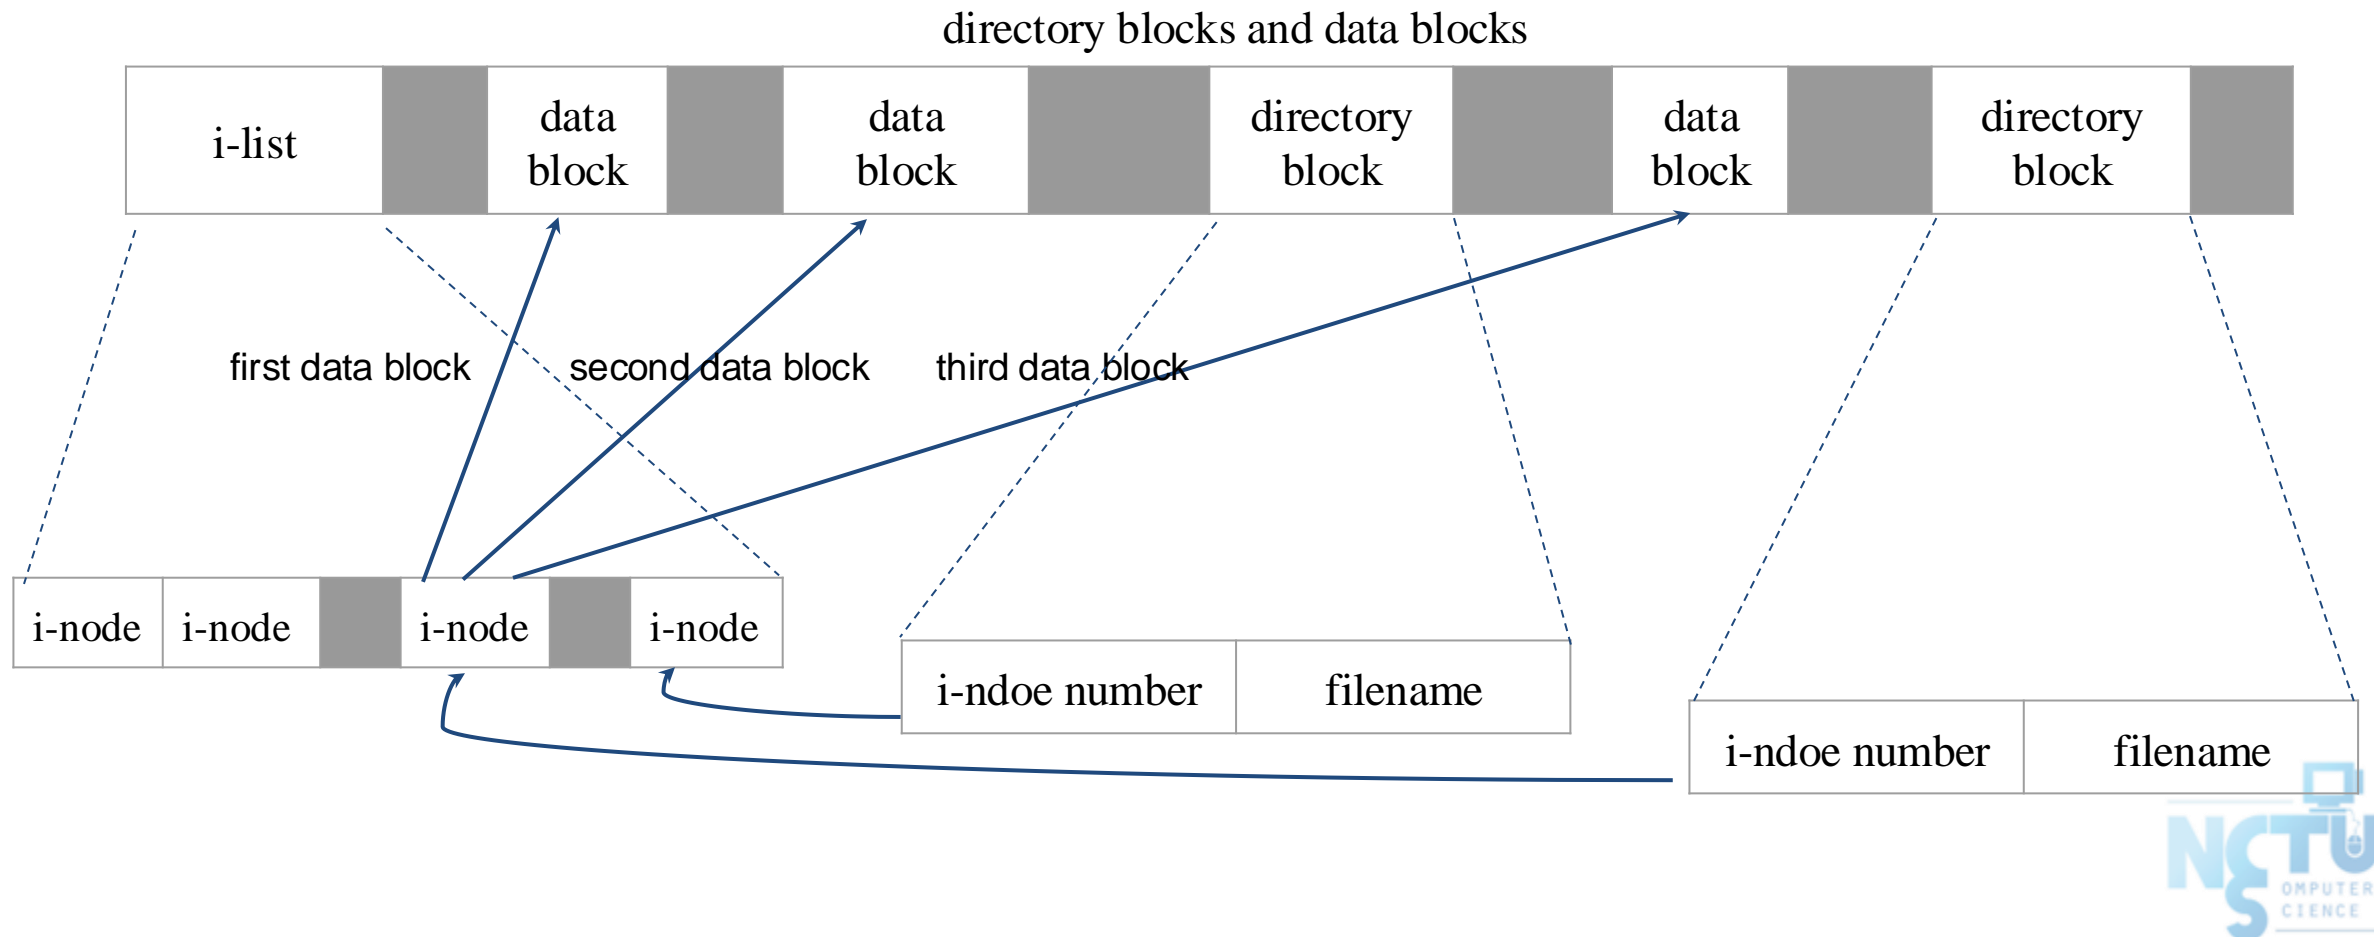 directory blocks and data blocks
i-list
data
block
data
block
directory
block
data
block
directory
block
first data block
second data block
third data block
i-node
i-node
i-node
i-node
i-ndoe number
filename
i-ndoe number
filename
NCTU
OMPUTER
CIENCE
S